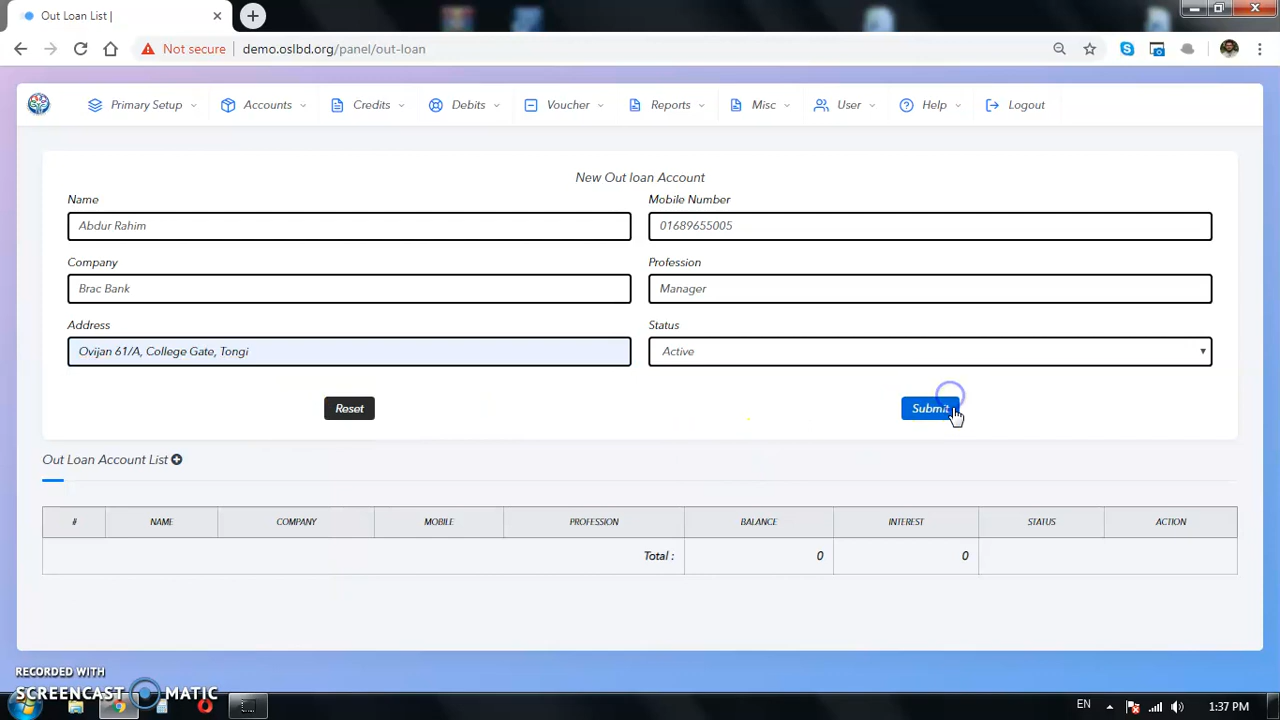 Out Loan List |
Not secure demo.oslbd.org/panel/out-loan
Primary Setup Accounts Credits Debits Voucher Reports Misc User Help Logout
New Out loan Account
Name Mobile Number
Abdur Rahim 01689655005
Company Profession
Brac Bank Manager
Address Status
Ovijan 61/A, College Gate, Tongi Active
Reset Submit
Out Loan Account List
# NAME COMPANY MOBILE PROFESSION BALANCE INTEREST STATUS ACTION
Total : 0 0
RECORDED WITH
SCREENCAST MATIC
EN 1:37 PM